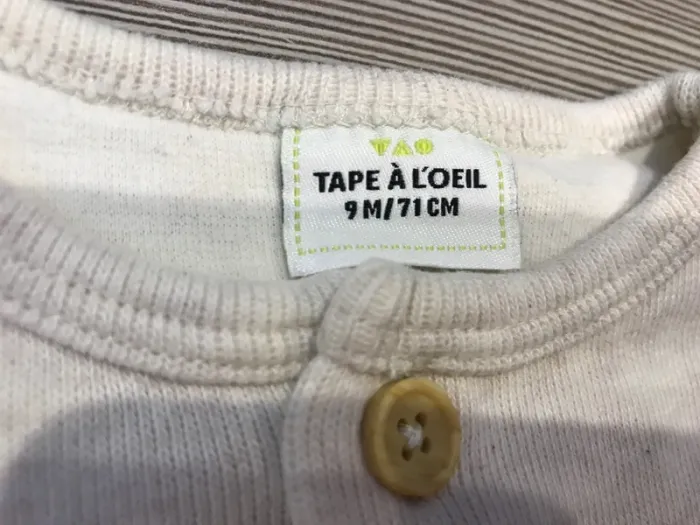 TAO
TAPE À L'OEIL
9 M/71 CM